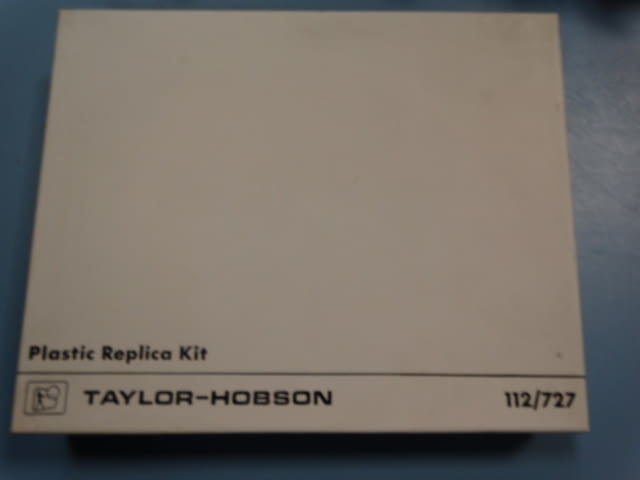 Plastic Replica Kit
TAYLOR-HOBSON 112/727